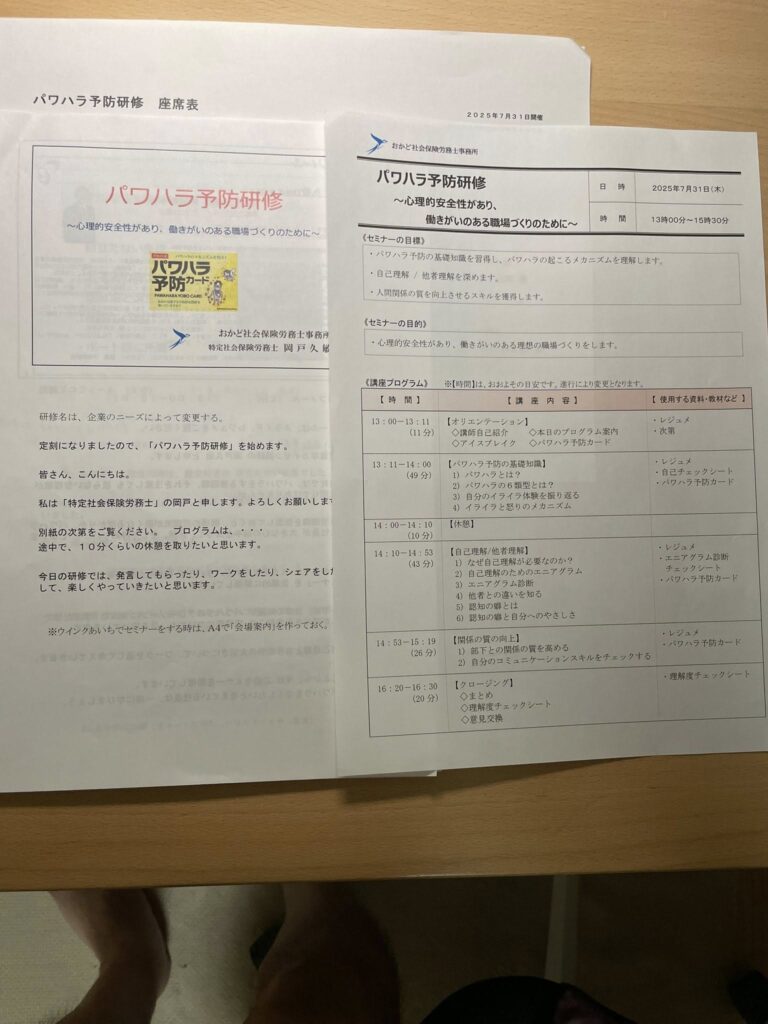 パワハラ予防研修　座席表
2025年7月31日開催
パワハラ予防研修
～心理的安全性があり、働きがいのある職場づくりのために～
パワハラ
予防カード
PAWAHARA YOBO CARD
おかど社会保険労務士事務所
特定社会保険労務士 岡戸久敏
研修名は、企業のニーズによって変更する。
定刻になりましたので、「パワハラ予防研修」を始めます。
皆さん、こんにちは。
私は「特定社会保険労務士」の岡戸と申します。よろしくお願いしま
別紙の次第をご覧ください。　プログラムは、・・・
途中で、１０分くらいの休憩を取りたいと思います。
今日の研修では、発言してもらったり、ワークをしたり、シェアをした
して、楽しくやっていきたいと思います。
※ウインクあいちでセミナーをする時は、A4で「会場案内」を作っておく。
おかど社会保険労務士事務所
パワハラ予防研修
～心理的安全性があり、
働きがいのある職場づくりのために～
日　時
2025年7月31日(木)
時　間
13時00分～15時30分
《セミナーの目標》
・パワハラ予防の基礎知識を習得し、パワハラの起こるメカニズムを理解します。
・自己理解 / 他者理解を深めます。
・人間関係の質を向上させるスキルを獲得します。
《セミナーの目的》
・心理的安全性があり、働きがいのある理想の職場づくりをします。
《講座プログラム》　※【時間】は、おおよその目安です。進行により変更となります。
【 時 間 】　【 講 座 内 容 】　【 使用する資料・教材など 】
13：00－13：11
(11分)
【オリエンテーション】
◇講師自己紹介　◇本日のプログラム案内
◇アイスブレイク　◇パワハラ予防カード
・レジュメ
・次第
13：11－14：00
(49分)
【パワハラ予防の基礎知識】
1）パワハラとは？
2）パワハラの６類型とは？
3）自分のイライラ体験を振り返る
4）イライラと怒りのメカニズム
・レジュメ
・自己チェックシート
・パワハラ予防カード
14：00－14：10
(10分)
【休憩】
14：10－14：53
(43分)
【自己理解/他者理解】
1）なぜ自己理解が必要なのか？
2）自己理解のためのエニアグラム
3）エニアグラム診断
4）他者との違いを知る
5）認知の癖とは
6）認知の癖と自分へのやさしさ
・レジュメ
・エニアグラム診断
チェックシート
・パワハラ予防カード
14：53－15：19
(26分)
【関係の質の向上】
1）部下との関係の質を高める
2）自分のコミュニケーションスキルをチェックする
・レジュメ
・パワハラ予防カード
16：20－16：30
(20分)
【クロージング】
◇まとめ
◇理解度チェックシート
◇意見交換
・理解度チェックシート